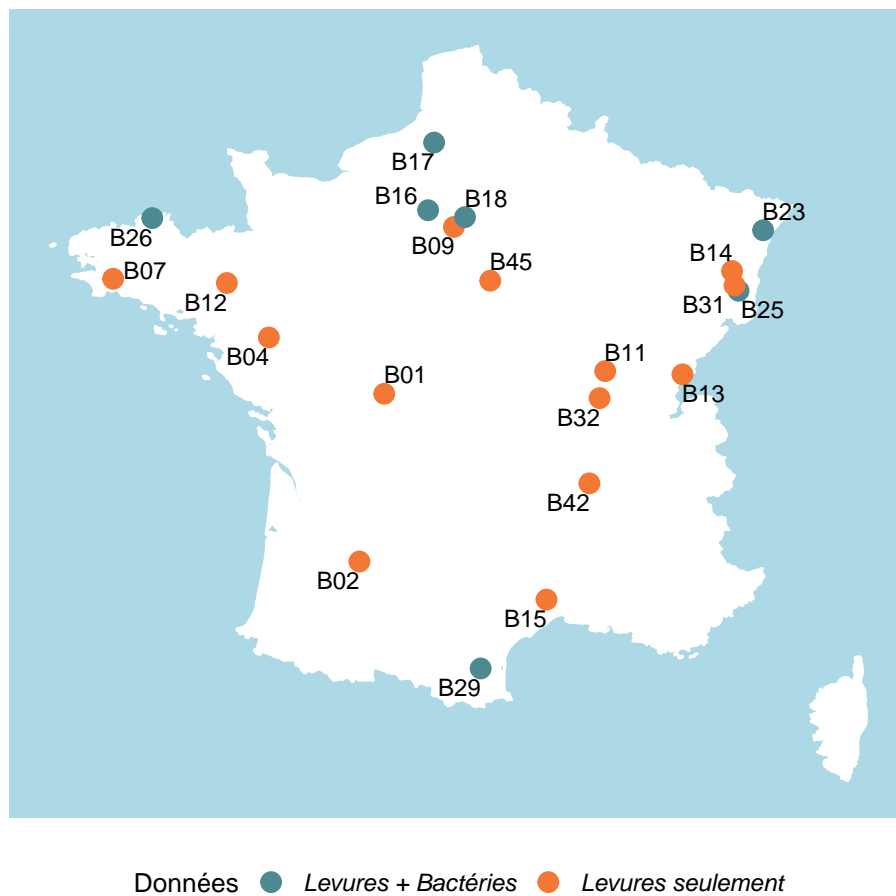 B17
B16
B18
B23
B26
B09
B14
B45
B07
B12
B31
B25
B04
B11
B01
B13
B32
B42
B02
B15
B29
Données Levures + Bactéries Levures seulement